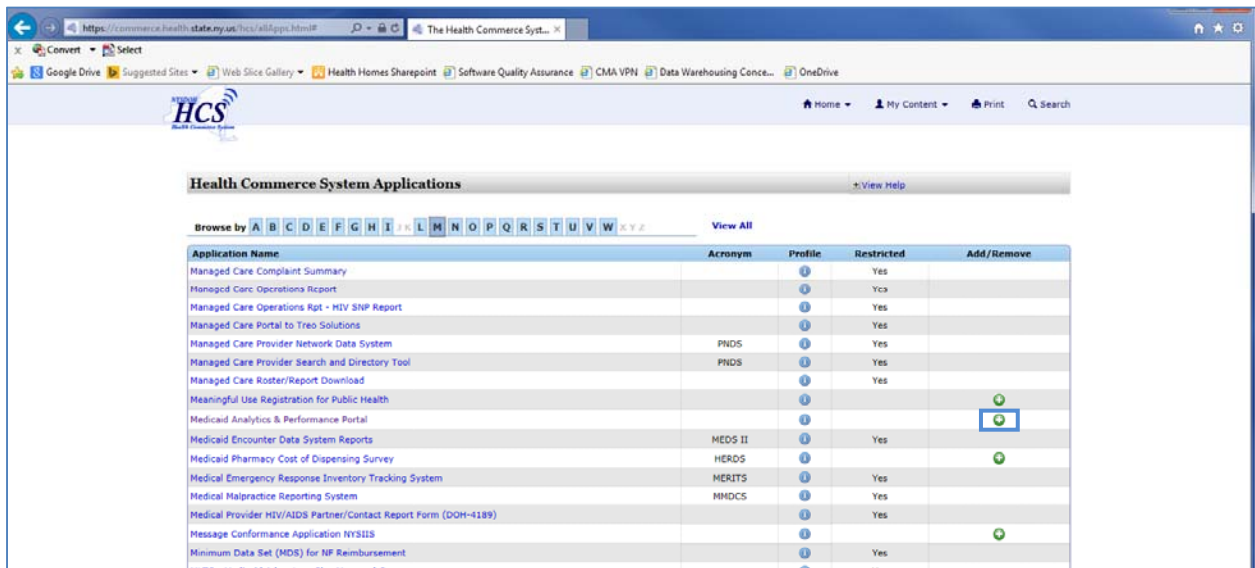 https://commerce.health.state.ny.us/hcs/allApps.html# The Health Commerce Syst...
x Convert Select
Google Drive Suggested Sites Web Slice Gallery Health Homes Sharepoint Software Quality Assurance CMA VPN Data Warehousing Conce... OneDrive
NYSDOH
HCS
Health Commerce System
Home My Content Print Search
Health Commerce System Applications + View Help
Browse by A B C D E F G H I J K L M N O P Q R S T U V W X Y Z View All
Application Name Acronym Profile Restricted Add/Remove
Managed Care Complaint Summary Yes
Managed Care Operations Report Yes
Managed Care Operations Rpt - HIV SNP Report Yes
Managed Care Portal to Treo Solutions Yes
Managed Care Provider Network Data System PNDS Yes
Managed Care Provider Search and Directory Tool PNDS Yes
Managed Care Roster/Report Download Yes
Meaningful Use Registration for Public Health
Medicaid Analytics & Performance Portal
Medicaid Encounter Data System Reports MEDS II Yes
Medicaid Pharmacy Cost of Dispensing Survey HERDS
Medical Emergency Response Inventory Tracking System MERITS Yes
Medical Malpractice Reporting System MMDCS Yes
Medical Provider HIV/AIDS Partner/Contact Report Form (DOH-4189) Yes
Message Conformance Application NYSIIS
Minimum Data Set (MDS) for NF Reimbursement Yes